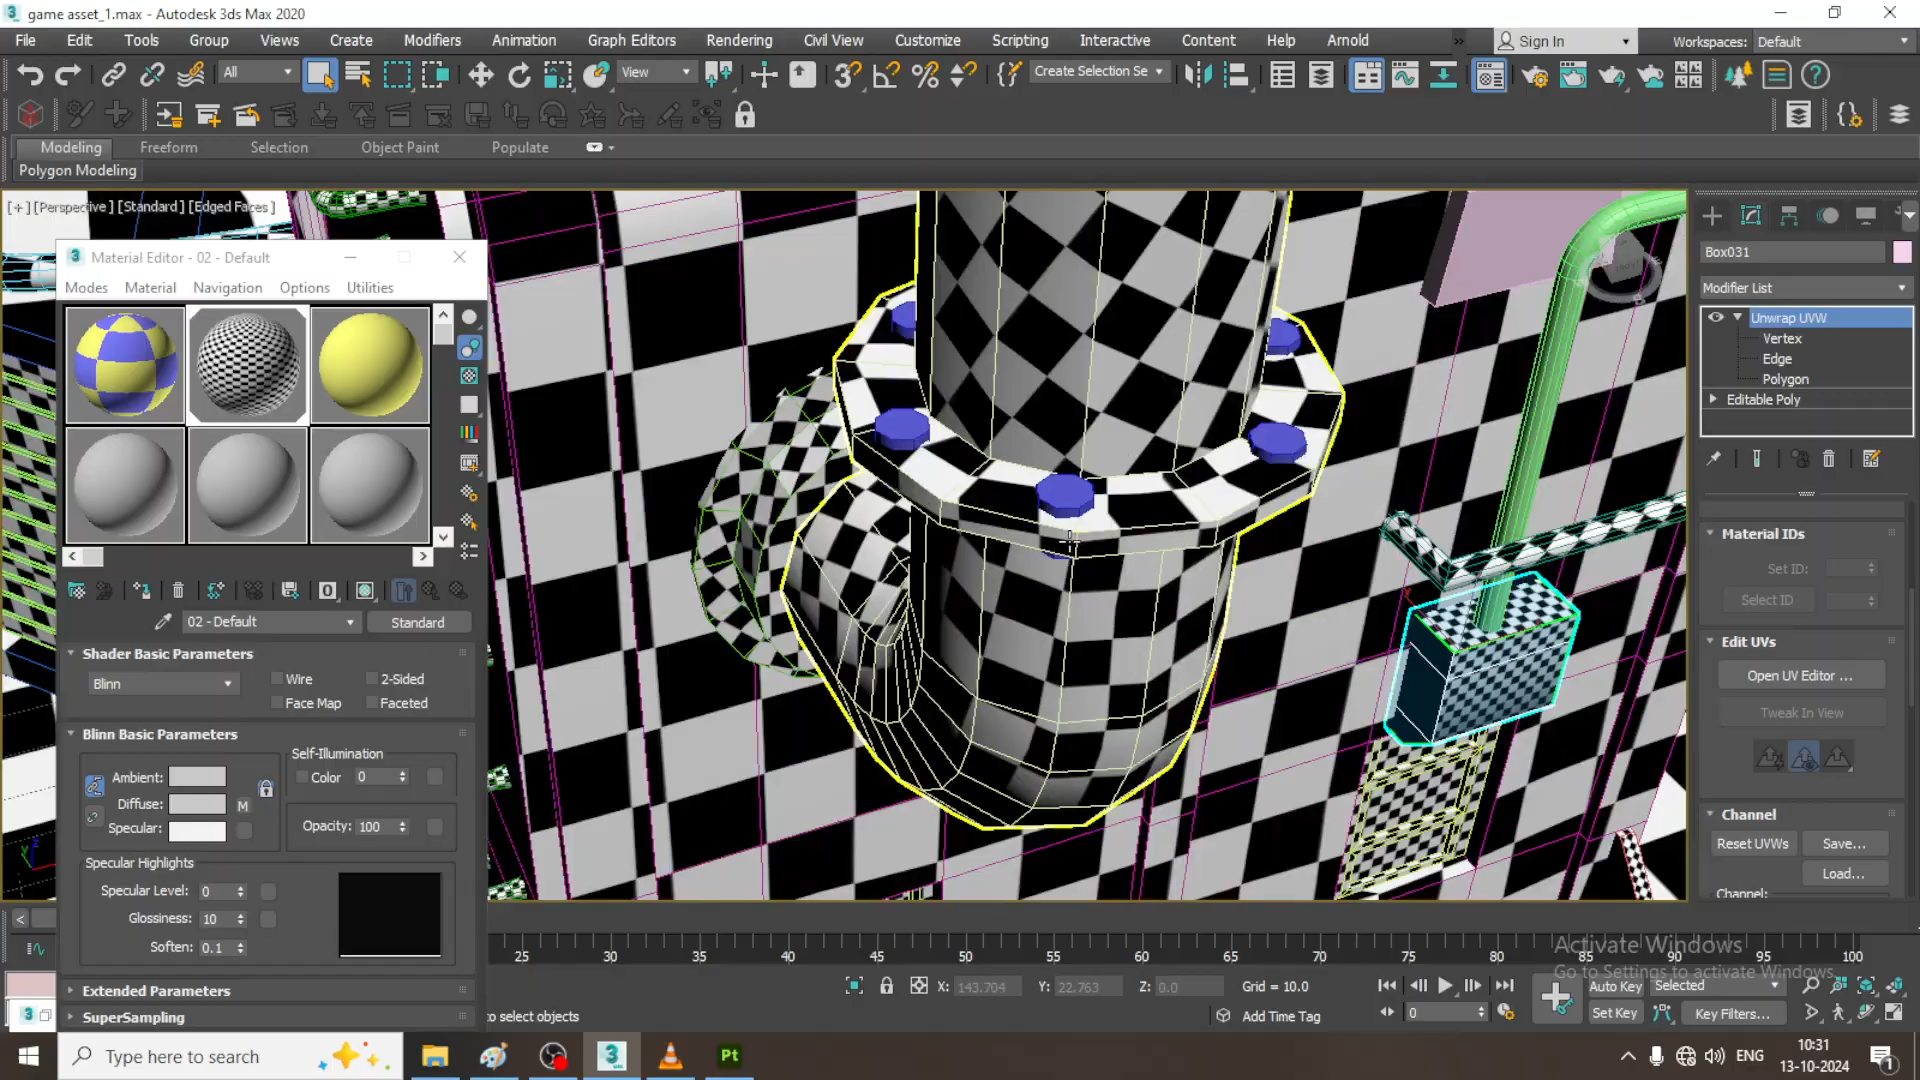 game asset_1.max - Autodesk 3ds Max 2020
File Edit Tools Group Views Create Modifiers Animation Graph Editors Rendering Civil View Customize Scripting Interactive Content Help Arnold » Sign In Workspaces: Default
All View Create Selection Se
Modeling Freeform Selection Object Paint Populate
Polygon Modeling
[+][Perspective][Standard][Edged Faces]
Material Editor - 02 - Default
Modes Material Navigation Options Utilities
02 - Default Standard
Shader Basic Parameters
Blinn Wire 2-Sided
Face Map Faceted
Blinn Basic Parameters
Self-Illumination
Ambient: Color 0
Diffuse: M
Specular: Opacity: 100
Specular Highlights
Specular Level: 0
Glossiness: 10
Soften: 0.1
Extended Parameters
SuperSampling
Box031
Modifier List
Unwrap UVW
Vertex
Edge
Polygon
Editable Poly
Material IDs
Set ID:
Select ID
Edit UVs
Open UV Editor ...
Tweak In View
Channel
Reset UVWs Save...
Load...
Channel:
25 30 35 40 45 50 55 60 65 70 75 80 85 90 95 100
X: 143.704 Y: 22.763 Z: 0.0 Grid = 10.0
Auto Key Selected
to select objects Add Time Tag 0 Set Key Key Filters...
Activate Windows
Go to Settings to activate Windows.
Type here to search
3
Pt
ENG
10:31
13-10-2024
1